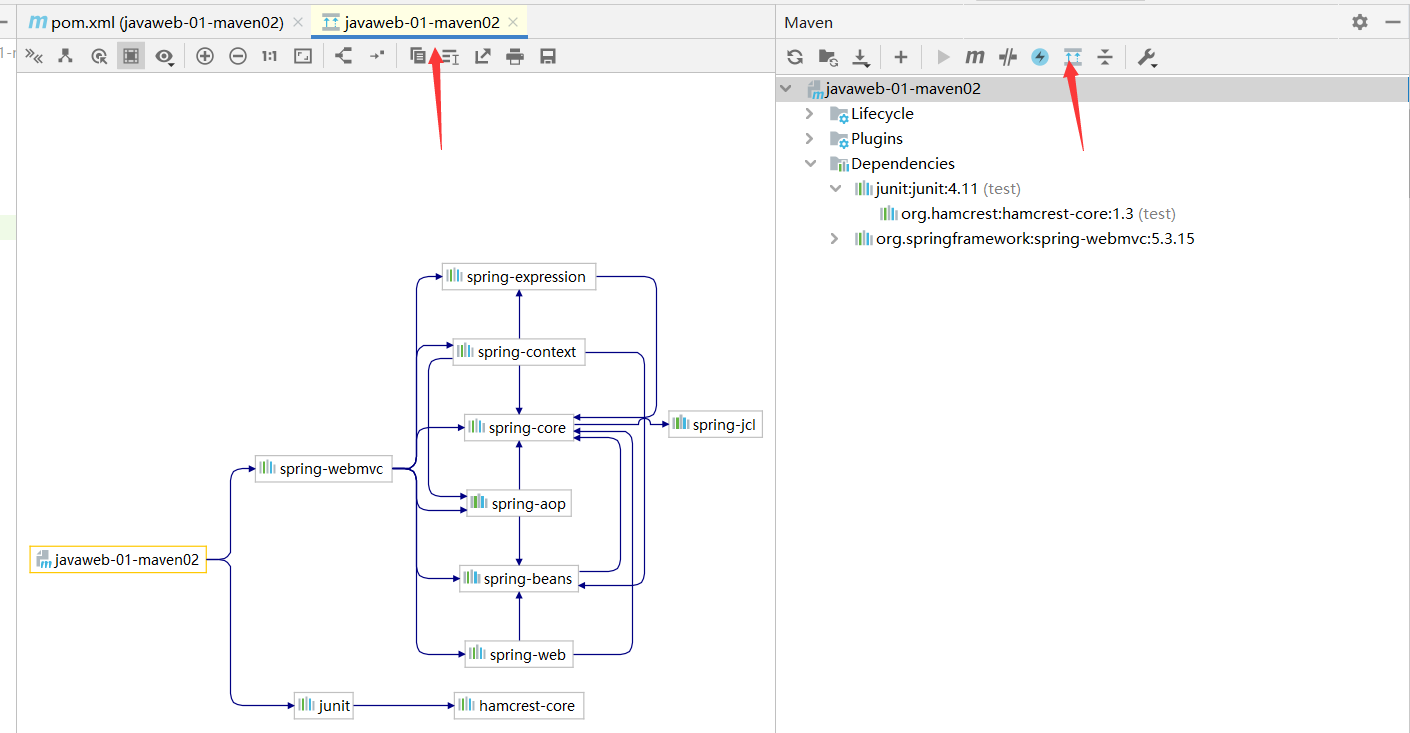 pom.xml (javaweb-01-maven02)
javaweb-01-maven02
Maven
1:1
javaweb-01-maven02
Lifecycle
Plugins
Dependencies
junit:junit:4.11 (test)
org.hamcrest:hamcrest-core:1.3 (test)
org.springframework:spring-webmvc:5.3.15
spring-expression
spring-context
spring-core
spring-jcl
spring-webmvc
spring-aop
javaweb-01-maven02
spring-beans
spring-web
junit
hamcrest-core